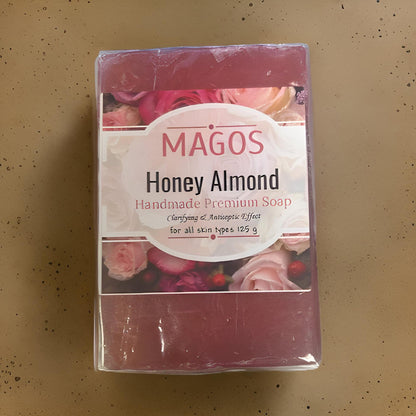 MAGOS
Honey Almond
Handmade Premium Soap
Clarifying & Antiseptic Effect
for all skin types 125 g